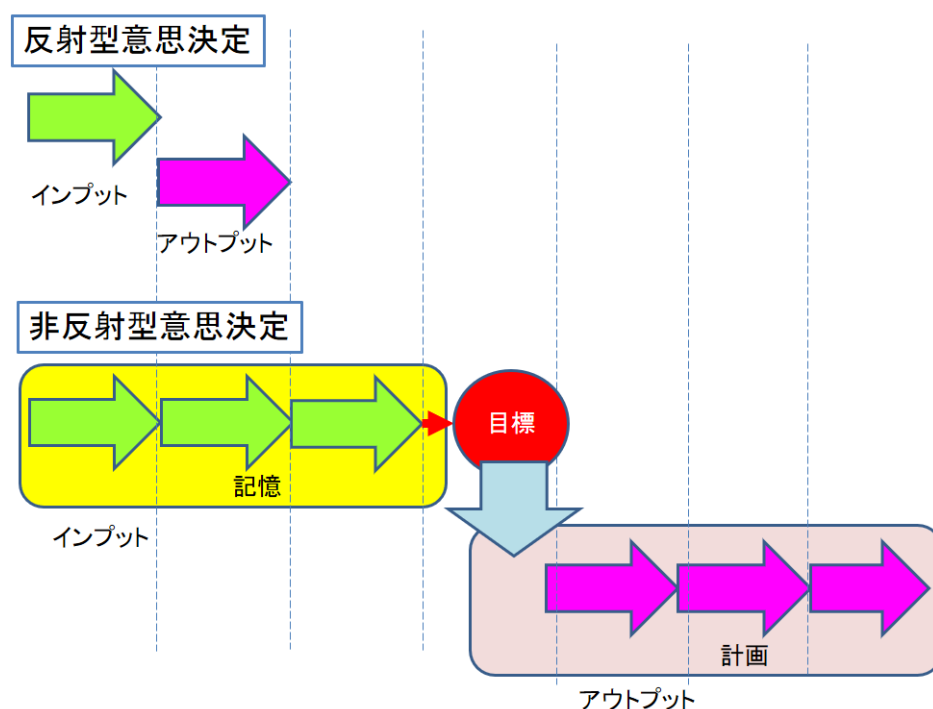 反射型意思決定
インプット
アウトプット
非反射型意思決定
目標
記憶
インプット
計画
アウトプット